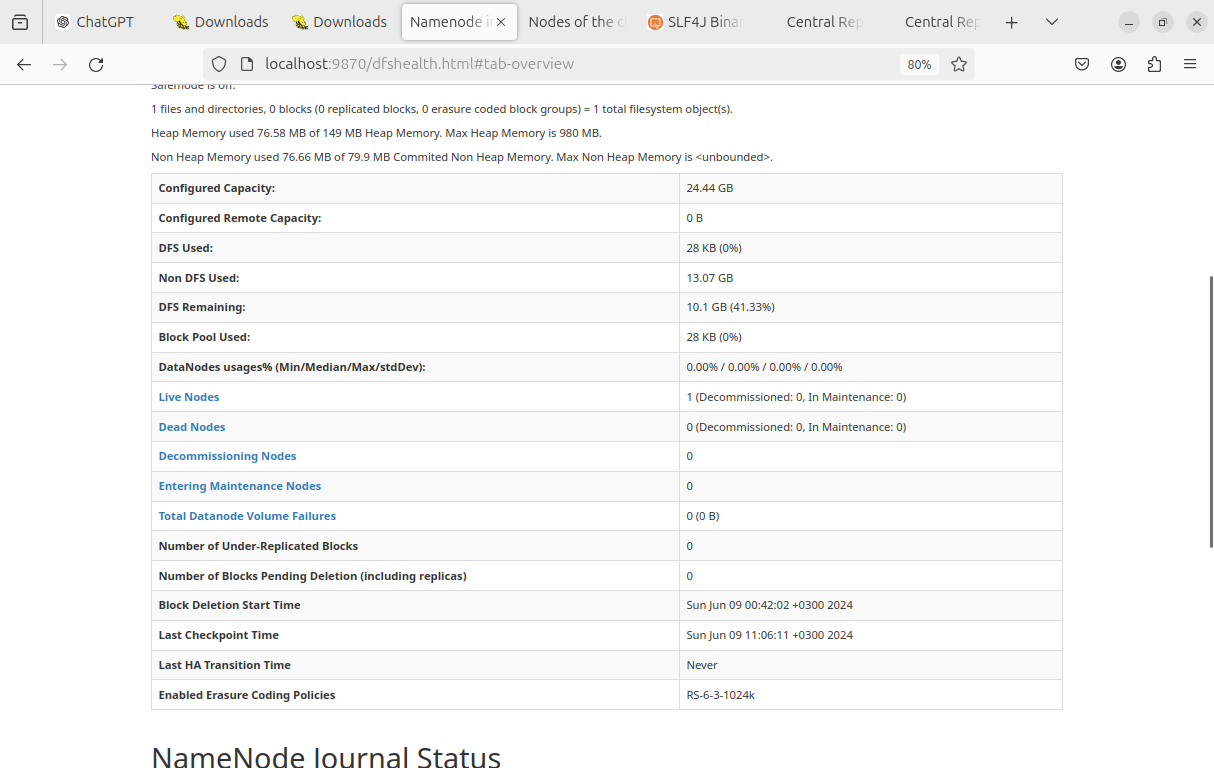 ChatGPT
Downloads
Downloads
Namenode i
Nodes of the c
SLF4J Bina
Central Rep
Central Rep
localhost:9870/dfshealth.html#tab-overview
80%
Safemode is off.
1 files and directories, 0 blocks (0 replicated blocks, 0 erasure coded block groups) = 1 total filesystem object(s).
Heap Memory used 76.58 MB of 149 MB Heap Memory. Max Heap Memory is 980 MB.
Non Heap Memory used 76.66 MB of 79.9 MB Commited Non Heap Memory. Max Non Heap Memory is <unbounded>.
Configured Capacity: 24.44 GB
Configured Remote Capacity: 0 B
DFS Used: 28 KB (0%)
Non DFS Used: 13.07 GB
DFS Remaining: 10.1 GB (41.33%)
Block Pool Used: 28 KB (0%)
DataNodes usages% (Min/Median/Max/stdDev): 0.00% / 0.00% / 0.00% / 0.00%
Live Nodes 1 (Decommissioned: 0, In Maintenance: 0)
Dead Nodes 0 (Decommissioned: 0, In Maintenance: 0)
Decommissioning Nodes 0
Entering Maintenance Nodes 0
Total Datanode Volume Failures 0 (0 B)
Number of Under-Replicated Blocks 0
Number of Blocks Pending Deletion (including replicas) 0
Block Deletion Start Time Sun Jun 09 00:42:02 +0300 2024
Last Checkpoint Time Sun Jun 09 11:06:11 +0300 2024
Last HA Transition Time Never
Enabled Erasure Coding Policies RS-6-3-1024k
NameNode Journal Status